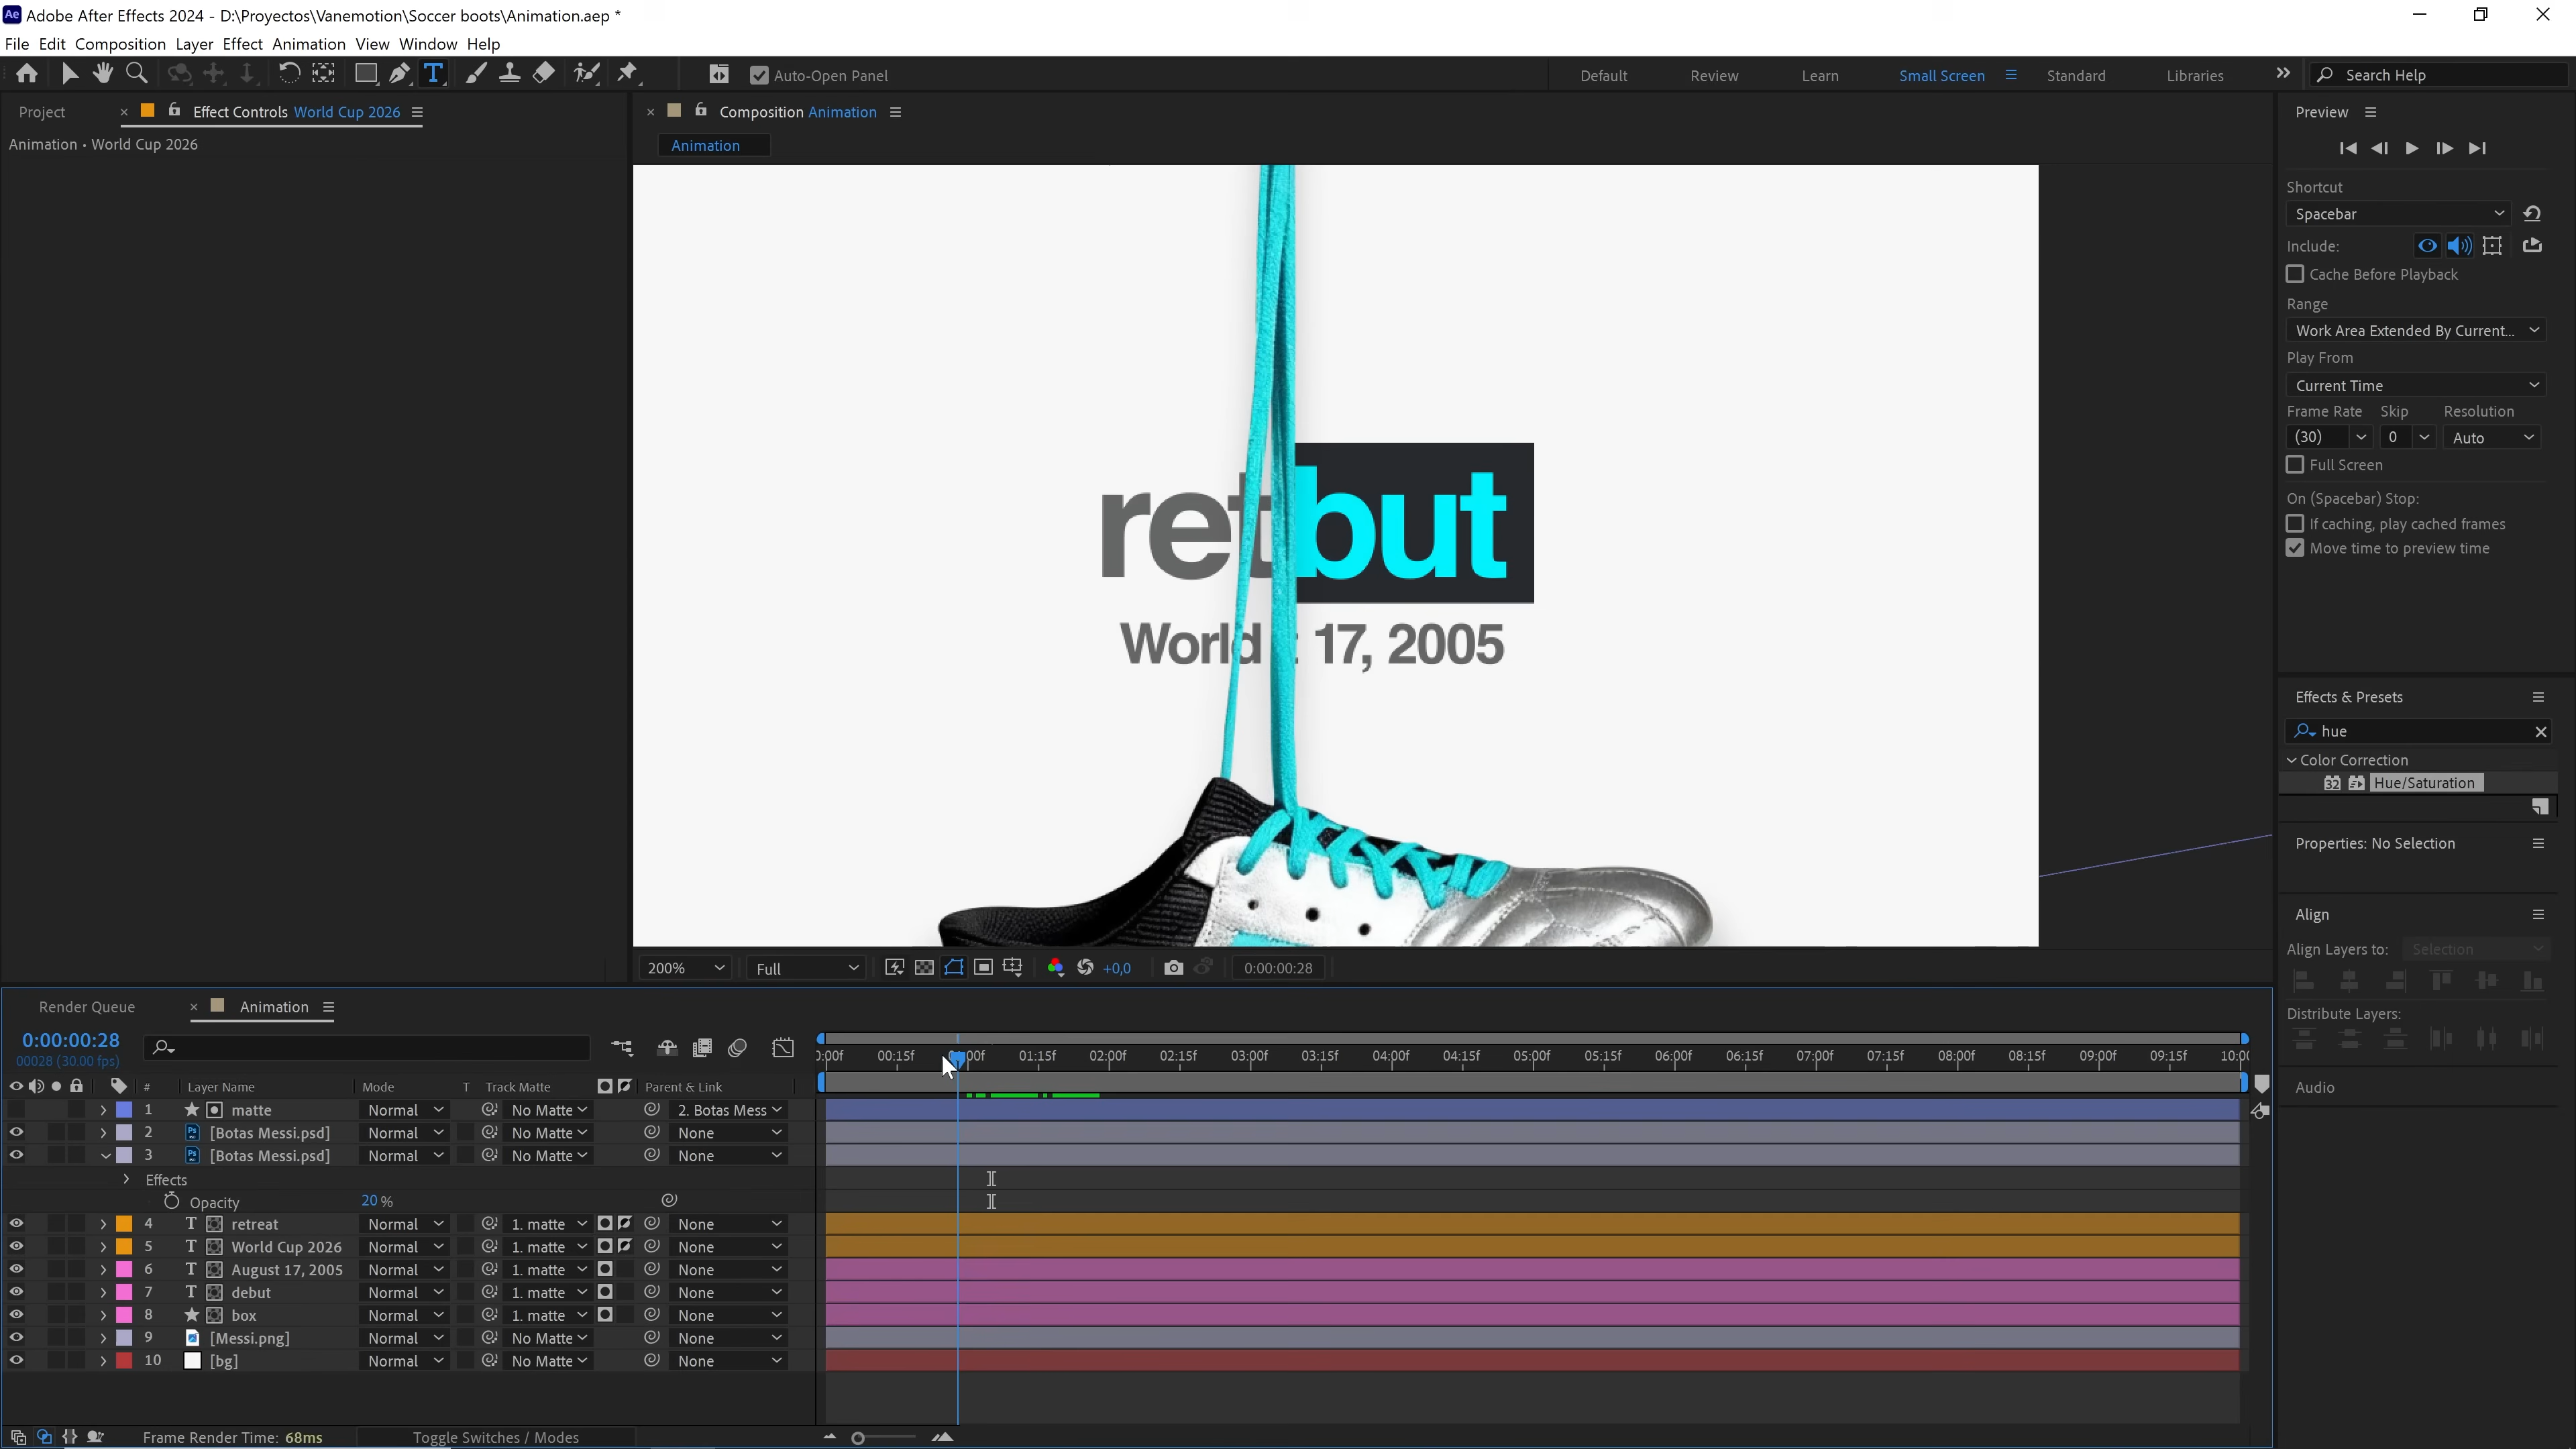 Ae Adobe After Effects 2024 - D:\Proyectos\Vanemotion\Soccer boots\Animation.aep *
File Edit Composition Layer Effect Animation View Window Help
Auto-Open Panel Default Review Learn Small Screen Standard Libraries Search Help
Project Effect Controls World Cup 2026
Animation • World Cup 2026
Composition Animation
Animation
retbut
World : 17, 2005
200% Full +0,0 0:00:00:28
Preview
Shortcut
Spacebar
Include:
Cache Before Playback
Range
Work Area Extended By Current...
Play From
Current Time
Frame Rate Skip Resolution
(30) 0 Auto
Full Screen
On (Spacebar) Stop:
If caching, play cached frames
Move time to preview time
Effects & Presets
hue
Color Correction
32 Hue/Saturation
Properties: No Selection
Align
Align Layers to: Selection
Distribute Layers:
Audio
Render Queue Animation
0:00:00:28
00028 (30.00 fps)
):00f 00:15f 00f 01:15f 02:00f 02:15f 03:00f 03:15f 04:00f 04:15f 05:00f 05:15f 06:00f 06:15f 07:00f 07:15f 08:00f 08:15f 09:00f 09:15f 10:00
# Layer Name Mode T Track Matte Parent & Link
1 matte Normal No Matte 2. Botas Mess
2 Ps [Botas Messi.psd] Normal No Matte None
3 Ps [Botas Messi.psd] Normal No Matte None
Effects
Opacity 20 %
4 T retreat Normal 1. matte None
5 T World Cup 2026 Normal 1. matte None
6 T August 17, 2005 Normal 1. matte None
7 T debut Normal 1. matte None
8 box Normal 1. matte None
9 [Messi.png] Normal No Matte None
10 [bg] Normal No Matte None
Frame Render Time: 68ms Toggle Switches / Modes